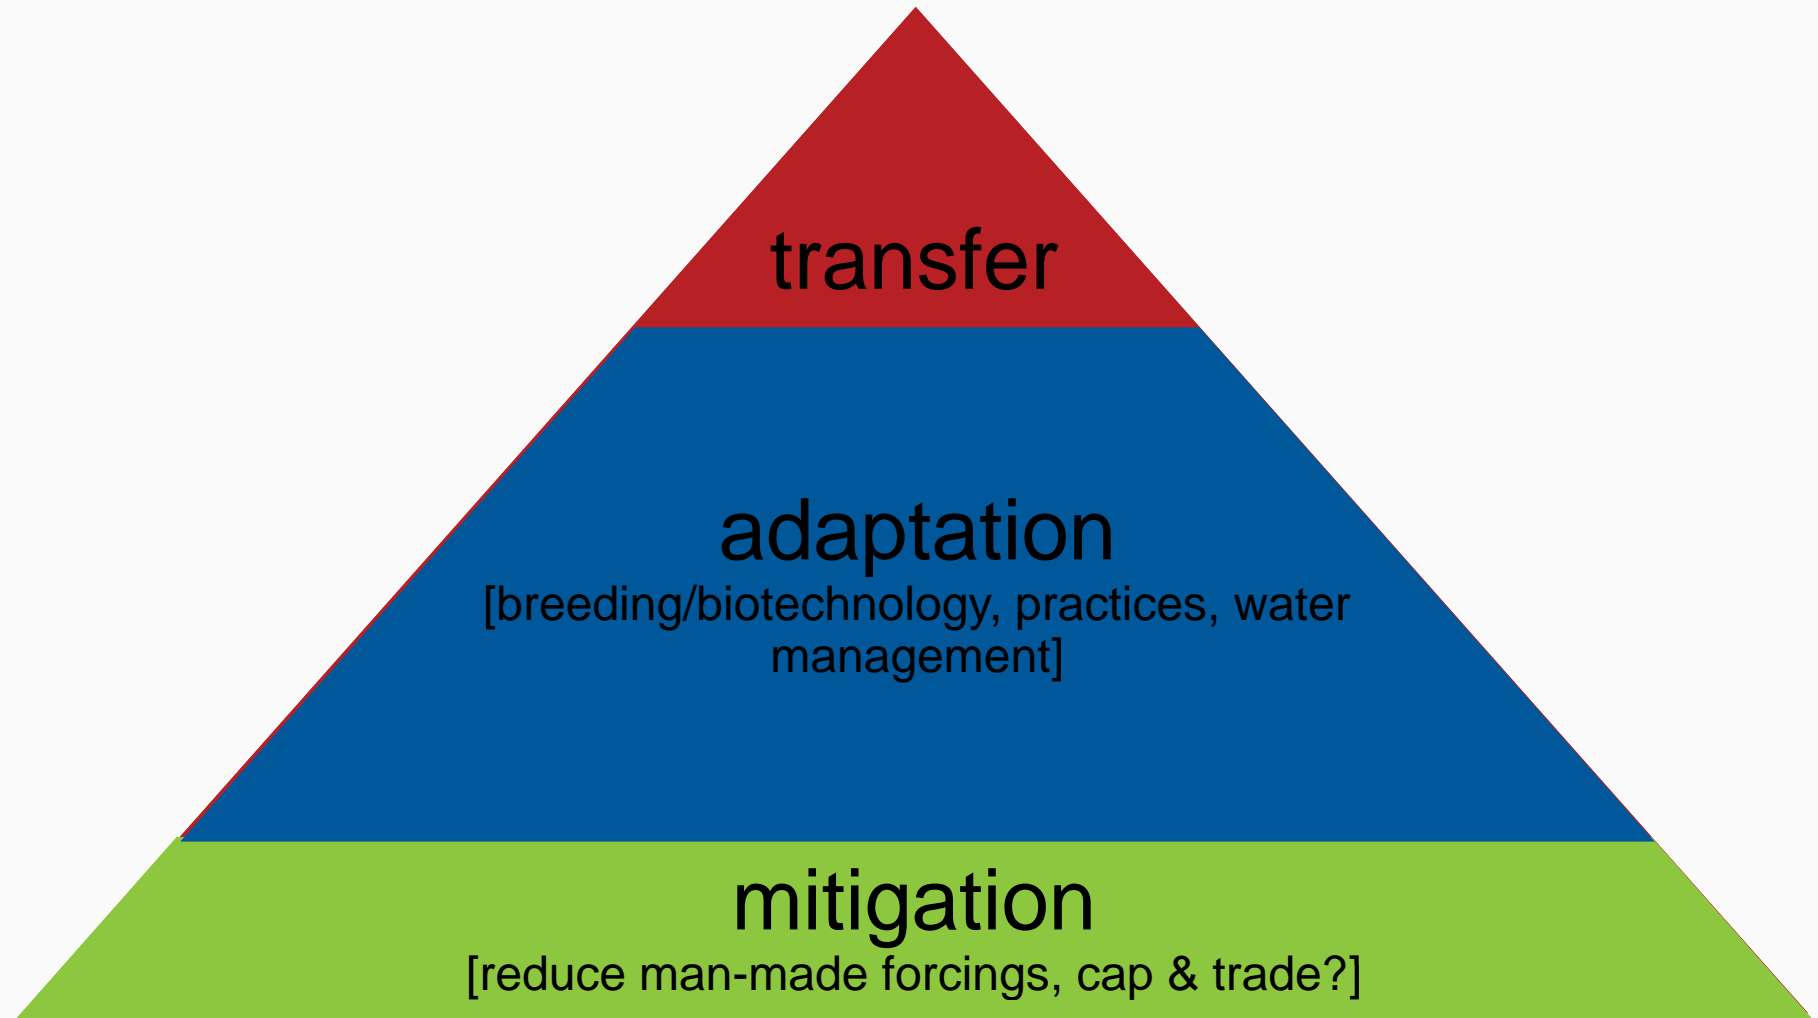 transfer
adaptation
[breeding/biotechnology, practices, water
management]
mitigation
[reduce man-made forcings, cap & trade?]